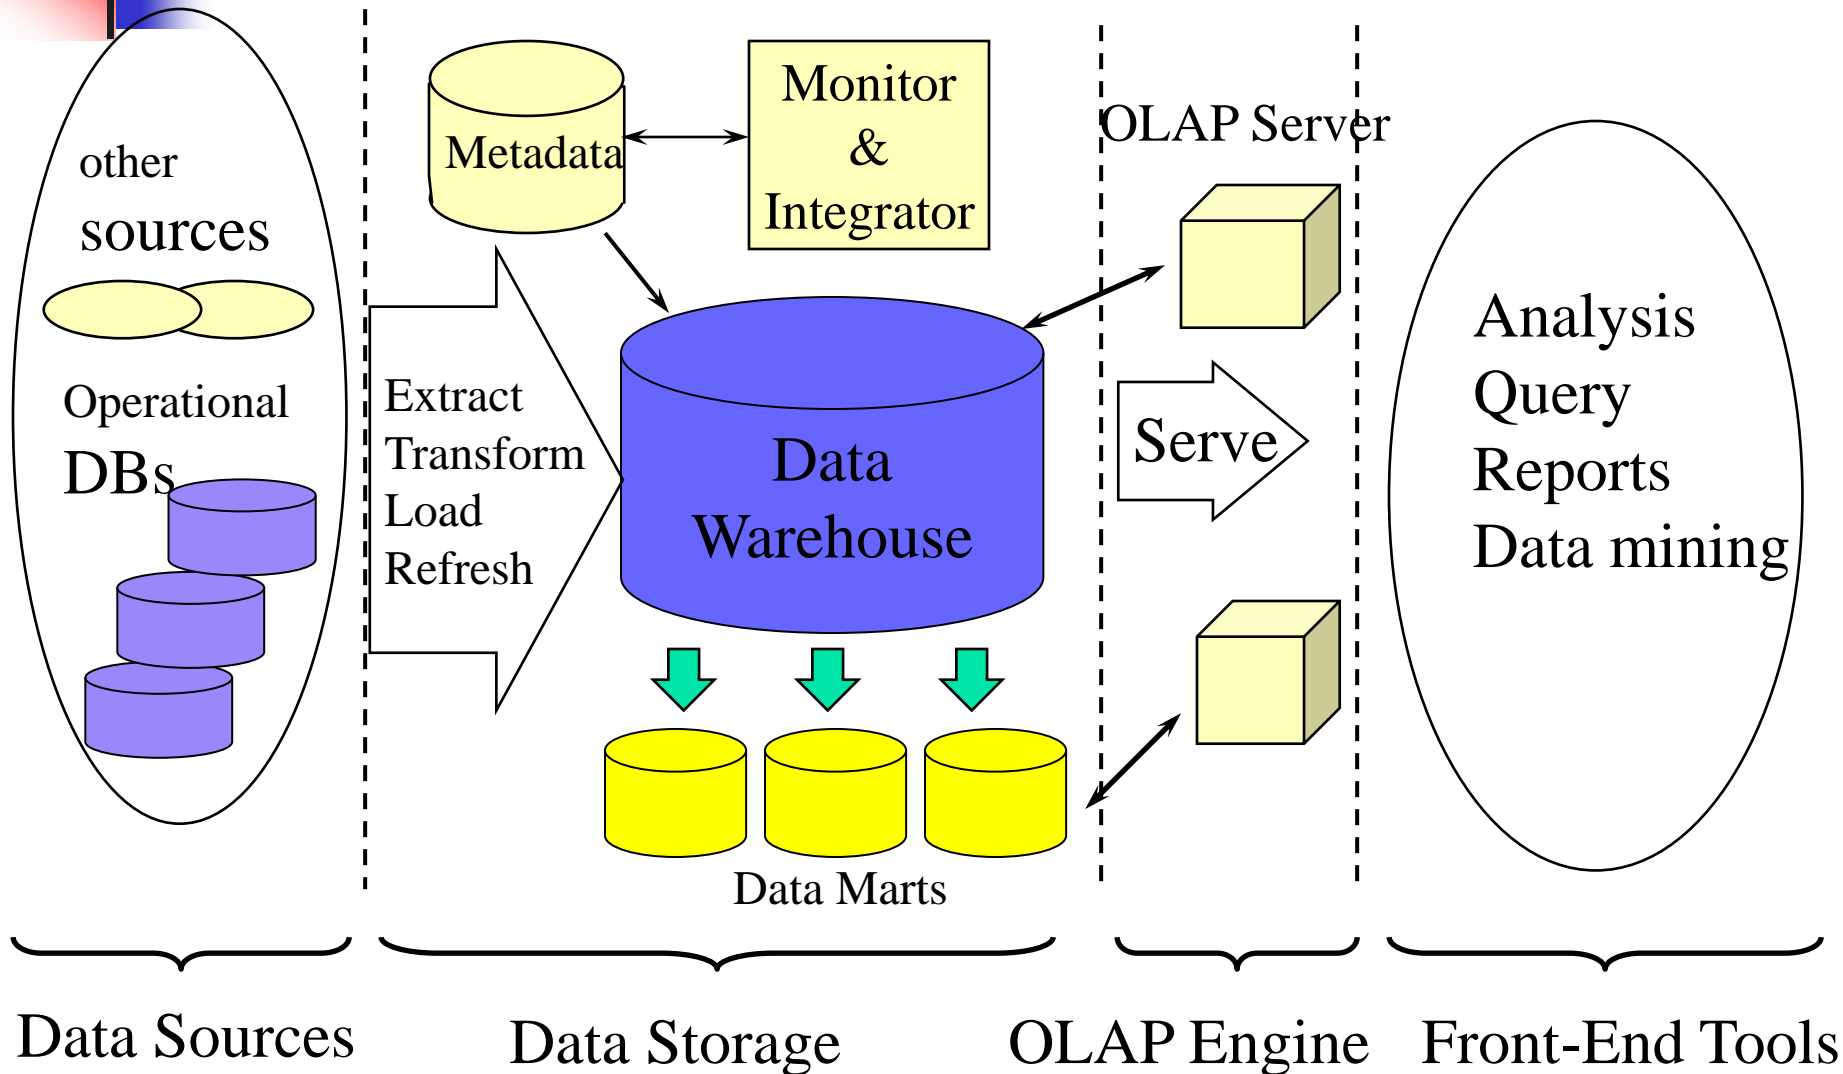 other
sources
Operational
DBs
Metadata
Monitor
&
Integrator
Extract
Transform
Load
Refresh
Data
Warehouse
Data Marts
OLAP Server
Serve
Analysis
Query
Reports
Data mining
Data Sources
Data Storage
OLAP Engine
Front-End Tools